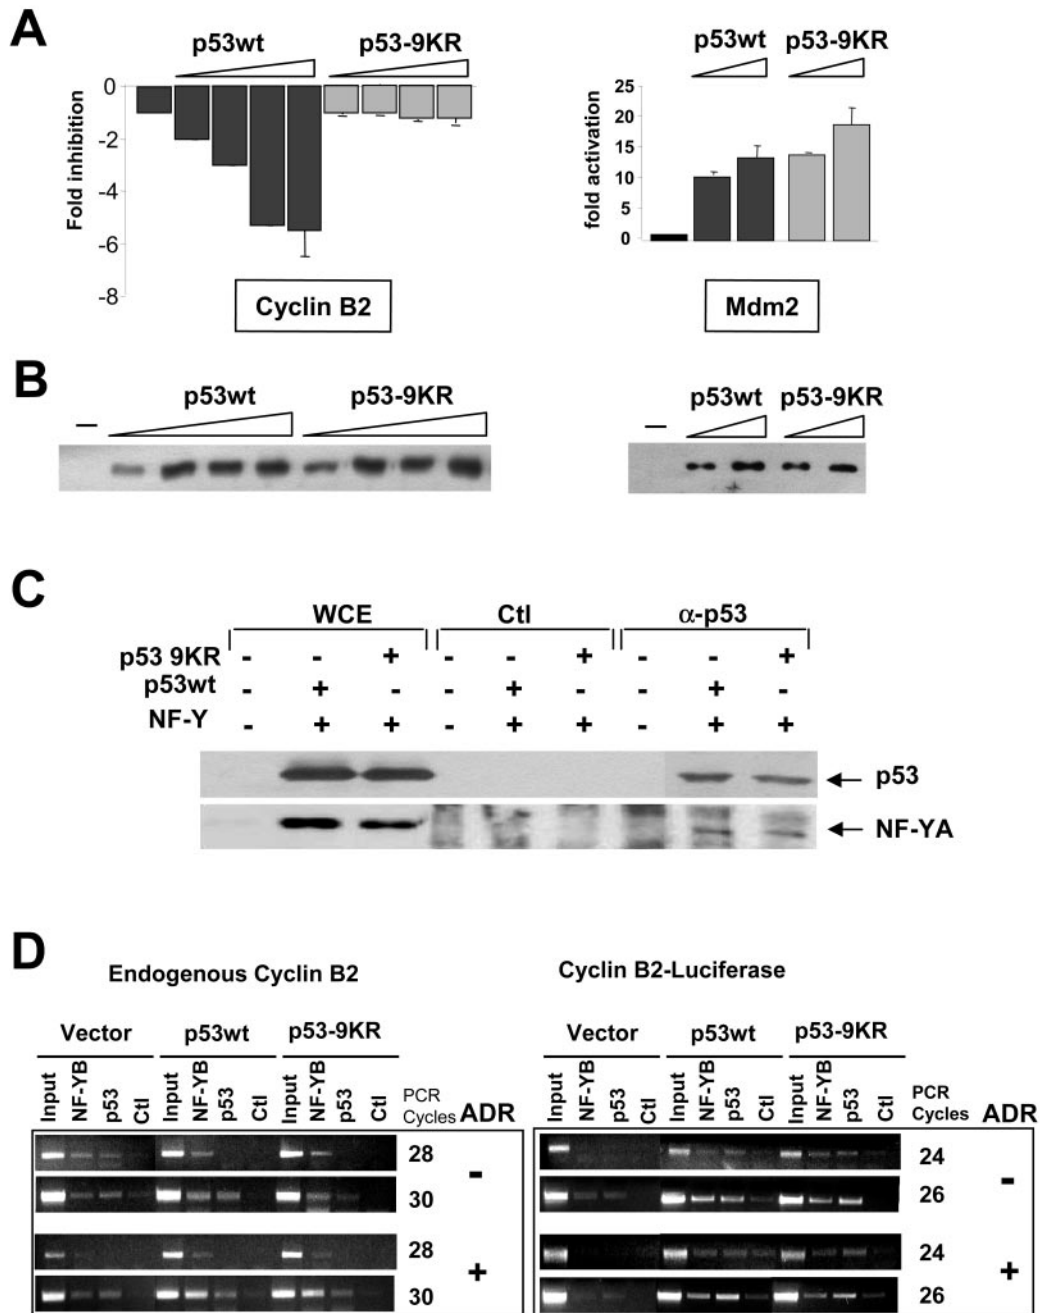 A
p53wt p53-9KR
Fold inhibition
0
-2
-4
-6
-8
Cyclin B2
p53wt p53-9KR
fold activation
25
20
15
10
5
0
Mdm2
B
– p53wt p53-9KR
– p53wt p53-9KR
C
WCE Ctl α-p53
p53 9KR - - + - - + - - +
p53wt - + - - + - - + -
NF-Y - + + - + + - + +
p53
NF-YA
D
Endogenous Cyclin B2
Vector p53wt p53-9KR
Input NF-YB p53 Ctl Input NF-YB p53 Ctl Input NF-YB p53 Ctl
PCR Cycles ADR
28
-
30
28
+
30
Cyclin B2-Luciferase
Vector p53wt p53-9KR
Input NF-YB p53 Ctl Input NF-YB p53 Ctl Input NF-YB p53 Ctl
PCR Cycles ADR
24
-
26
24
+
26